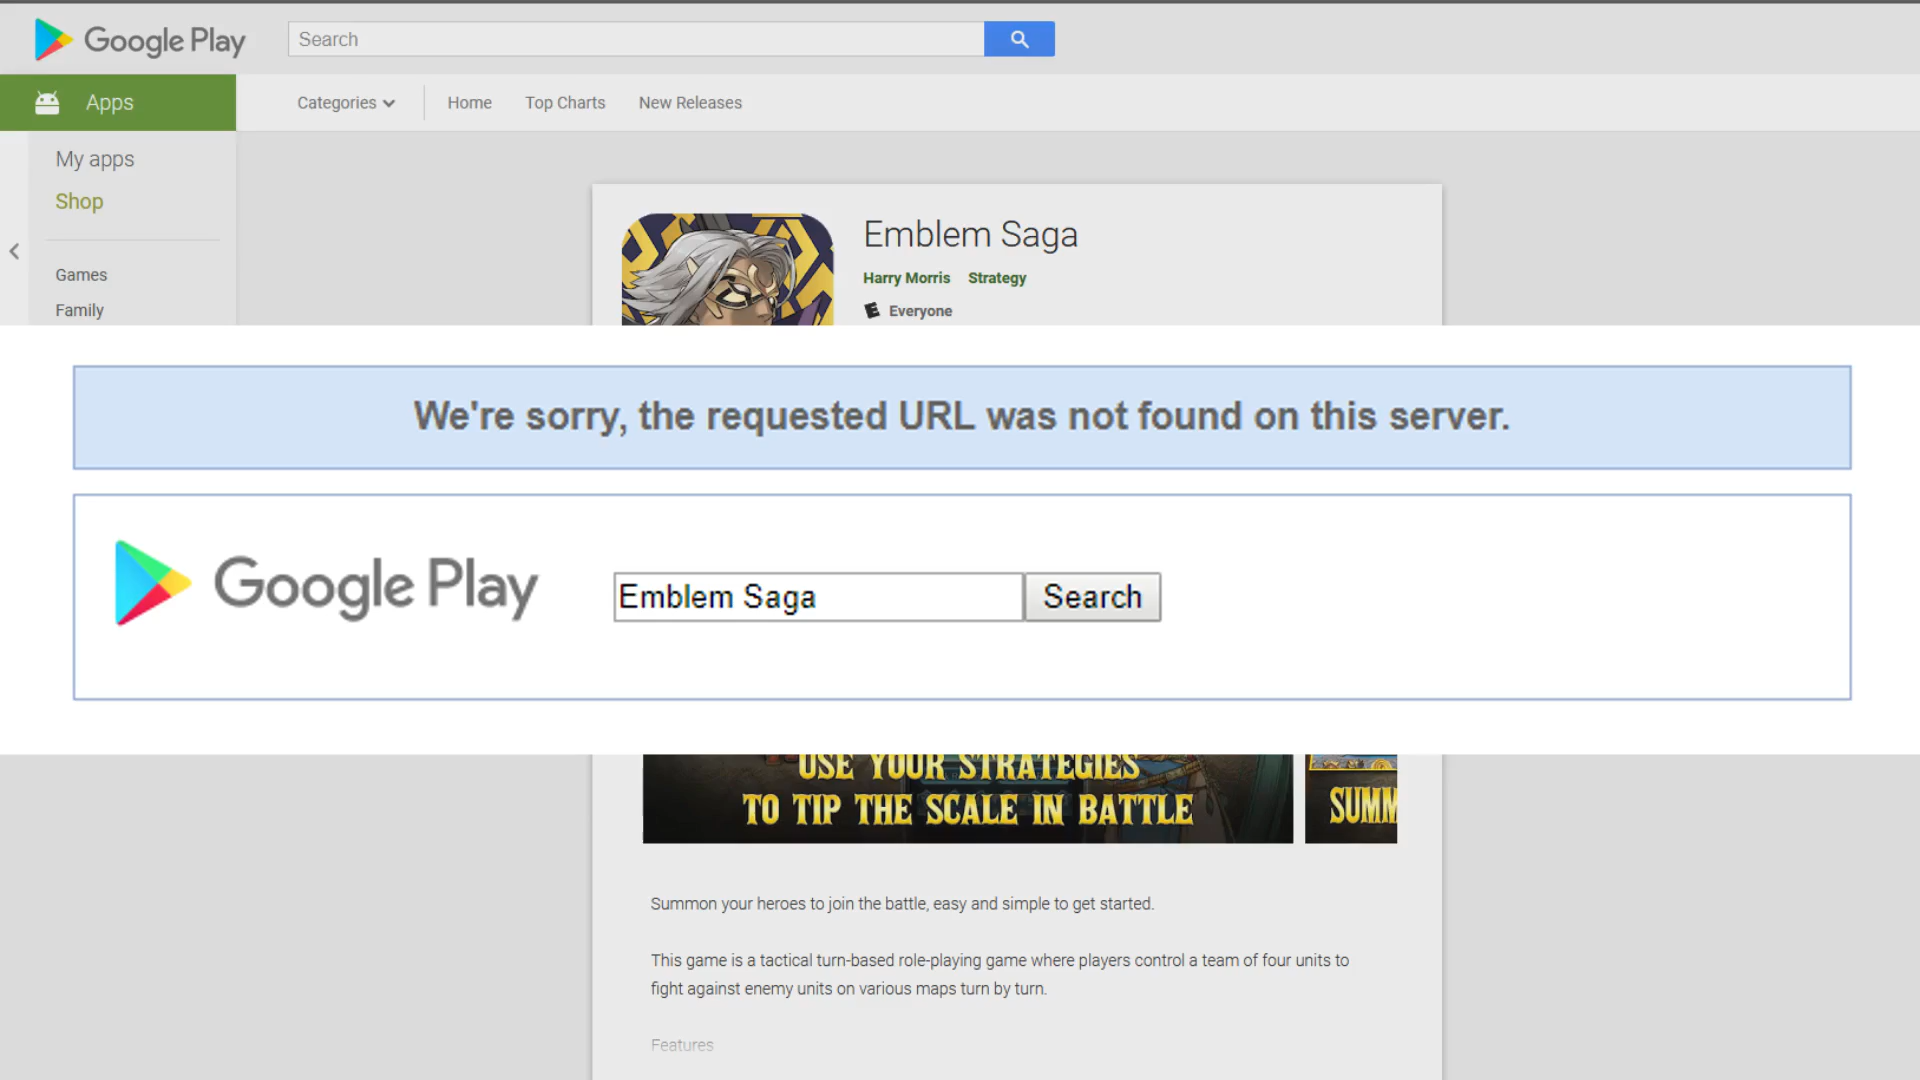 Google Play
Search
Apps
Categories
Home
Top Charts
New Releases
My apps
Shop
Games
Family
Emblem Saga
Harry Morris Strategy
E Everyone
We're sorry, the requested URL was not found on this server.
Google Play
Emblem Saga
Search
USE YOUR STRATEGIES
TO TIP THE SCALE IN BATTLE
SUMM
Summon your heroes to join the battle, easy and simple to get started.
This game is a tactical turn-based role-playing game where players control a team of four units to
fight against enemy units on various maps turn by turn.
Features